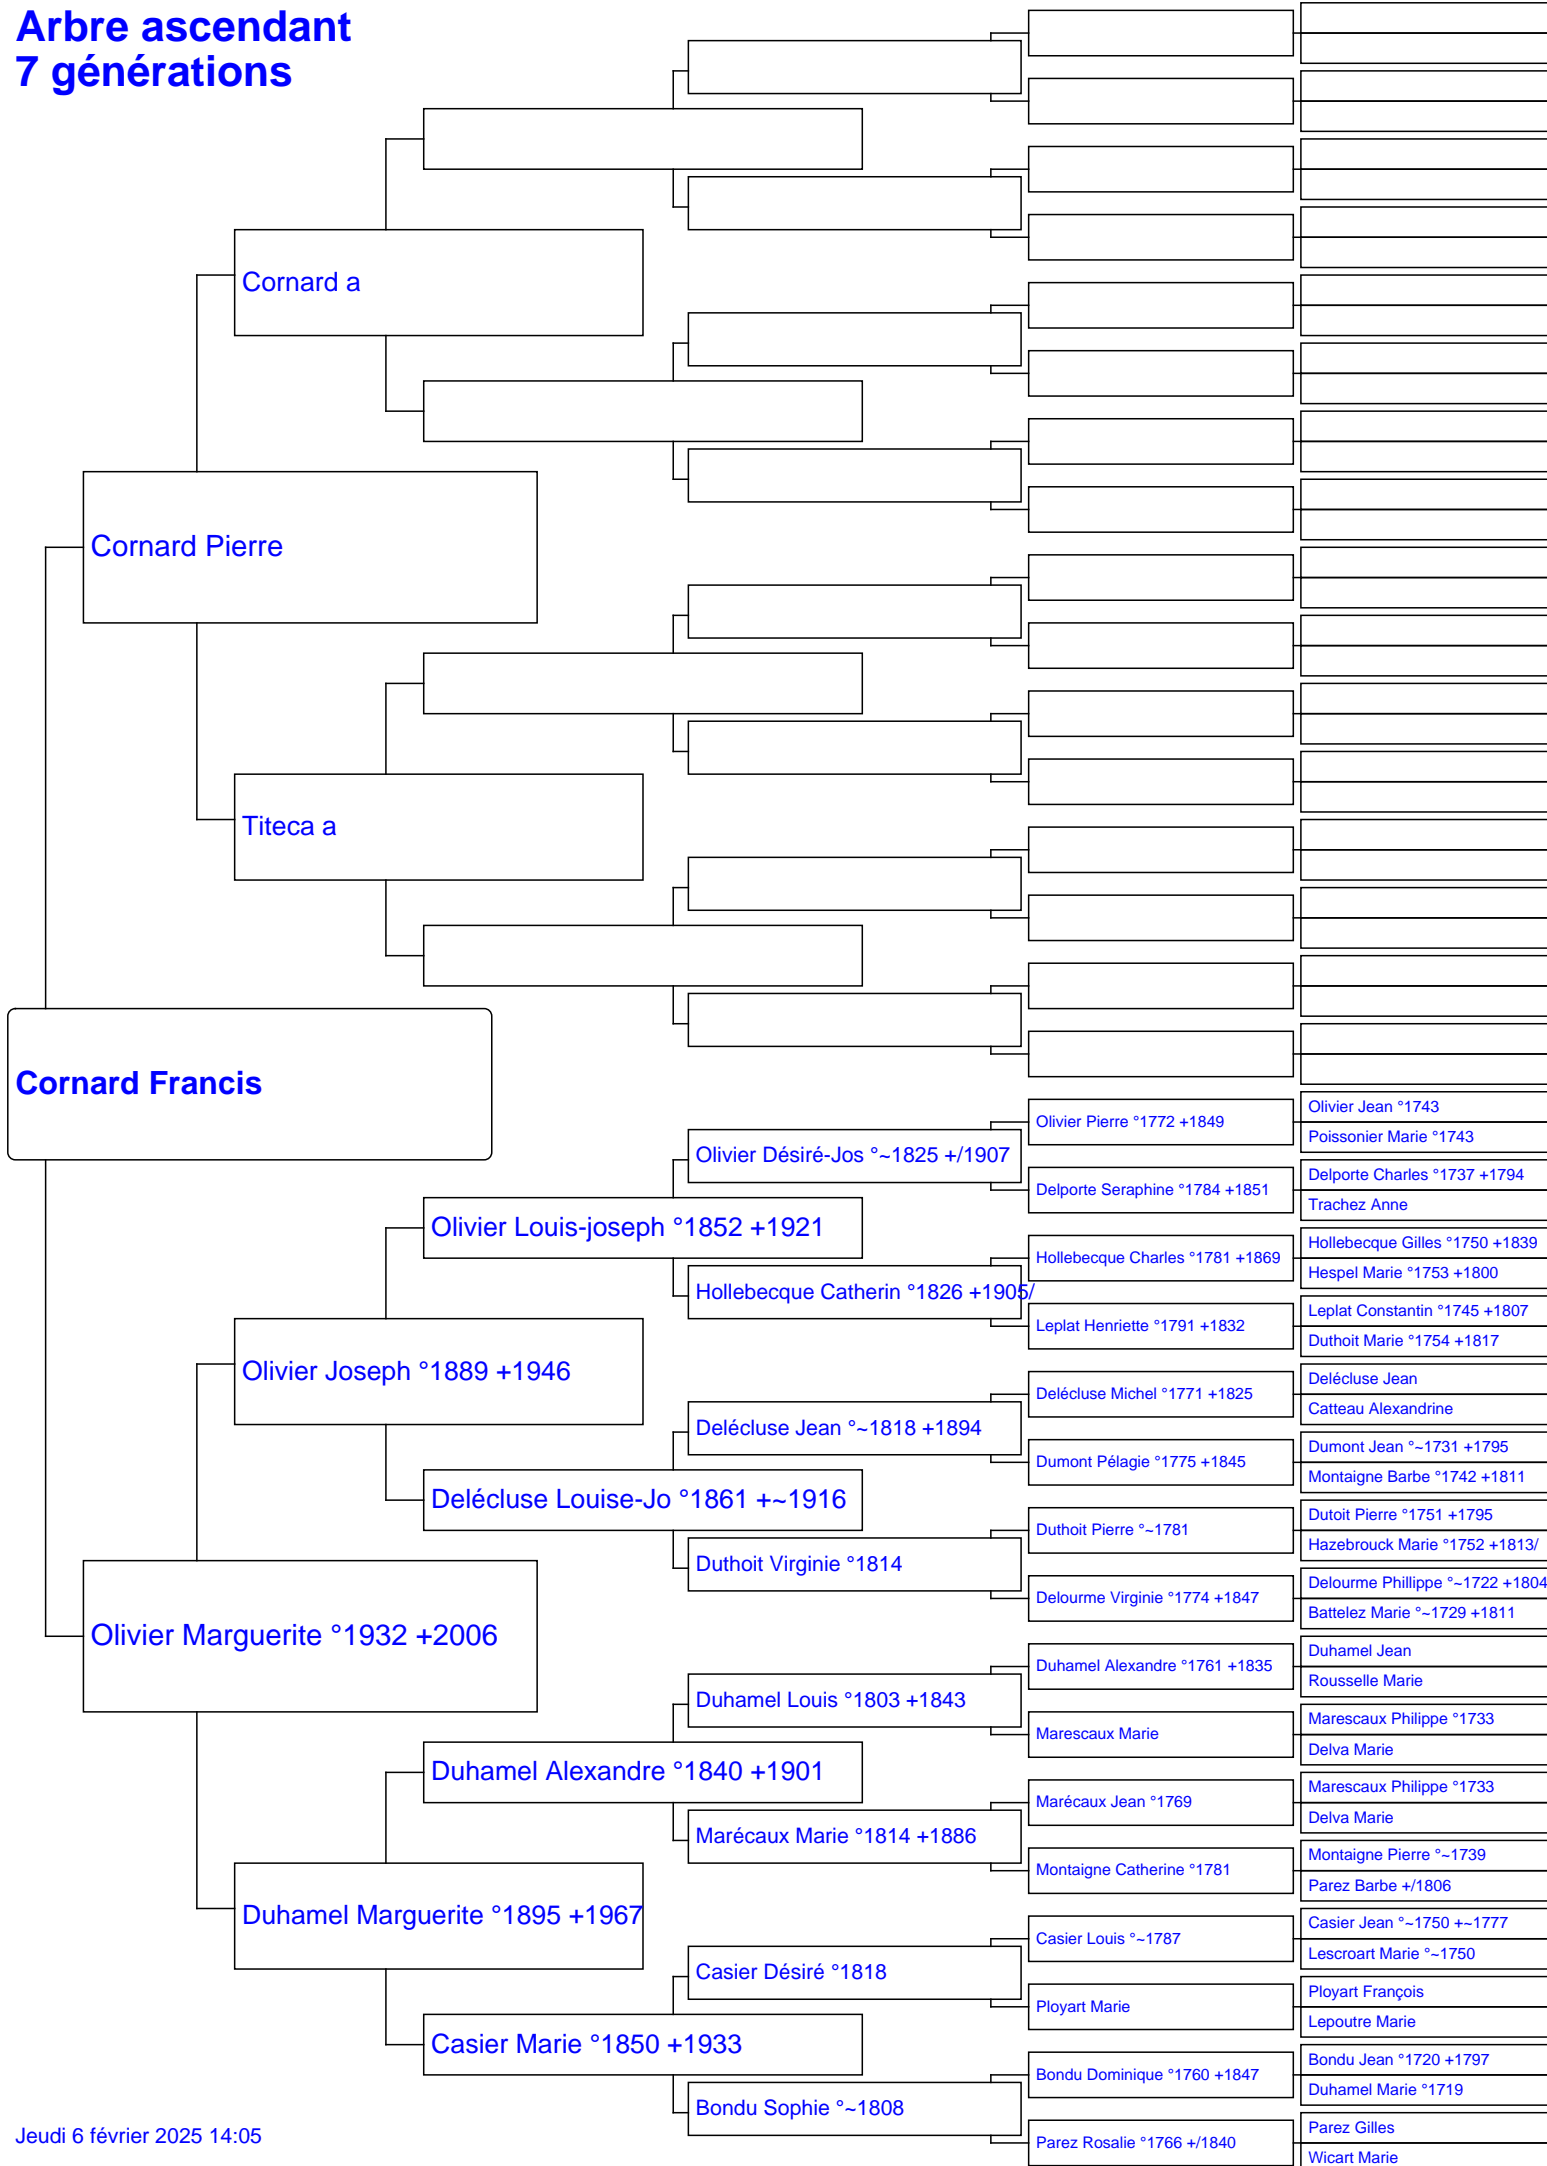 Arbre ascendant
7 générations
Cornard a
Cornard Pierre
Titeca a
Cornard Francis
Olivier Pierre °1772 +1849
Olivier Jean °1743
Poissonier Marie °1743
Olivier Désiré-Jos °~1825 +/1907
Delporte Seraphine °1784 +1851
Delporte Charles °1737 +1794
Trachez Anne
Olivier Louis-joseph °1852 +1921
Hollebecque Charles °1781 +1869
Hollebecque Gilles °1750 +1839
Hespel Marie °1753 +1800
Hollebecque Catherin °1826 +1905/
Leplat Henriette °1791 +1832
Leplat Constantin °1745 +1807
Duthoit Marie °1754 +1817
Olivier Joseph °1889 +1946
Delécluse Michel °1771 +1825
Delécluse Jean
Catteau Alexandrine
Delécluse Jean °~1818 +1894
Dumont Pélagie °1775 +1845
Dumont Jean °~1731 +1795
Montaigne Barbe °1742 +1811
Delécluse Louise-Jo °1861 +~1916
Duthoit Pierre °~1781
Dutoit Pierre °1751 +1795
Hazebrouck Marie °1752 +1813/
Duthoit Virginie °1814
Delourme Virginie °1774 +1847
Delourme Phillippe °~1722 +1804
Battelez Marie °~1729 +1811
Olivier Marguerite °1932 +2006
Duhamel Alexandre °1761 +1835
Duhamel Jean
Rousselle Marie
Duhamel Louis °1803 +1843
Marescaux Marie
Marescaux Philippe °1733
Delva Marie
Duhamel Alexandre °1840 +1901
Marécaux Jean °1769
Marescaux Philippe °1733
Delva Marie
Marécaux Marie °1814 +1886
Montaigne Catherine °1781
Montaigne Pierre °~1739
Parez Barbe +/1806
Duhamel Marguerite °1895 +1967
Casier Louis °~1787
Casier Jean °~1750 +~1777
Lescroart Marie °~1750
Casier Désiré °1818
Ployart Marie
Ployart François
Lepoutre Marie
Casier Marie °1850 +1933
Bondu Dominique °1760 +1847
Bondu Jean °1720 +1797
Duhamel Marie °1719
Bondu Sophie °~1808
Parez Rosalie °1766 +/1840
Parez Gilles
Wicart Marie
Jeudi 6 février 2025 14:05